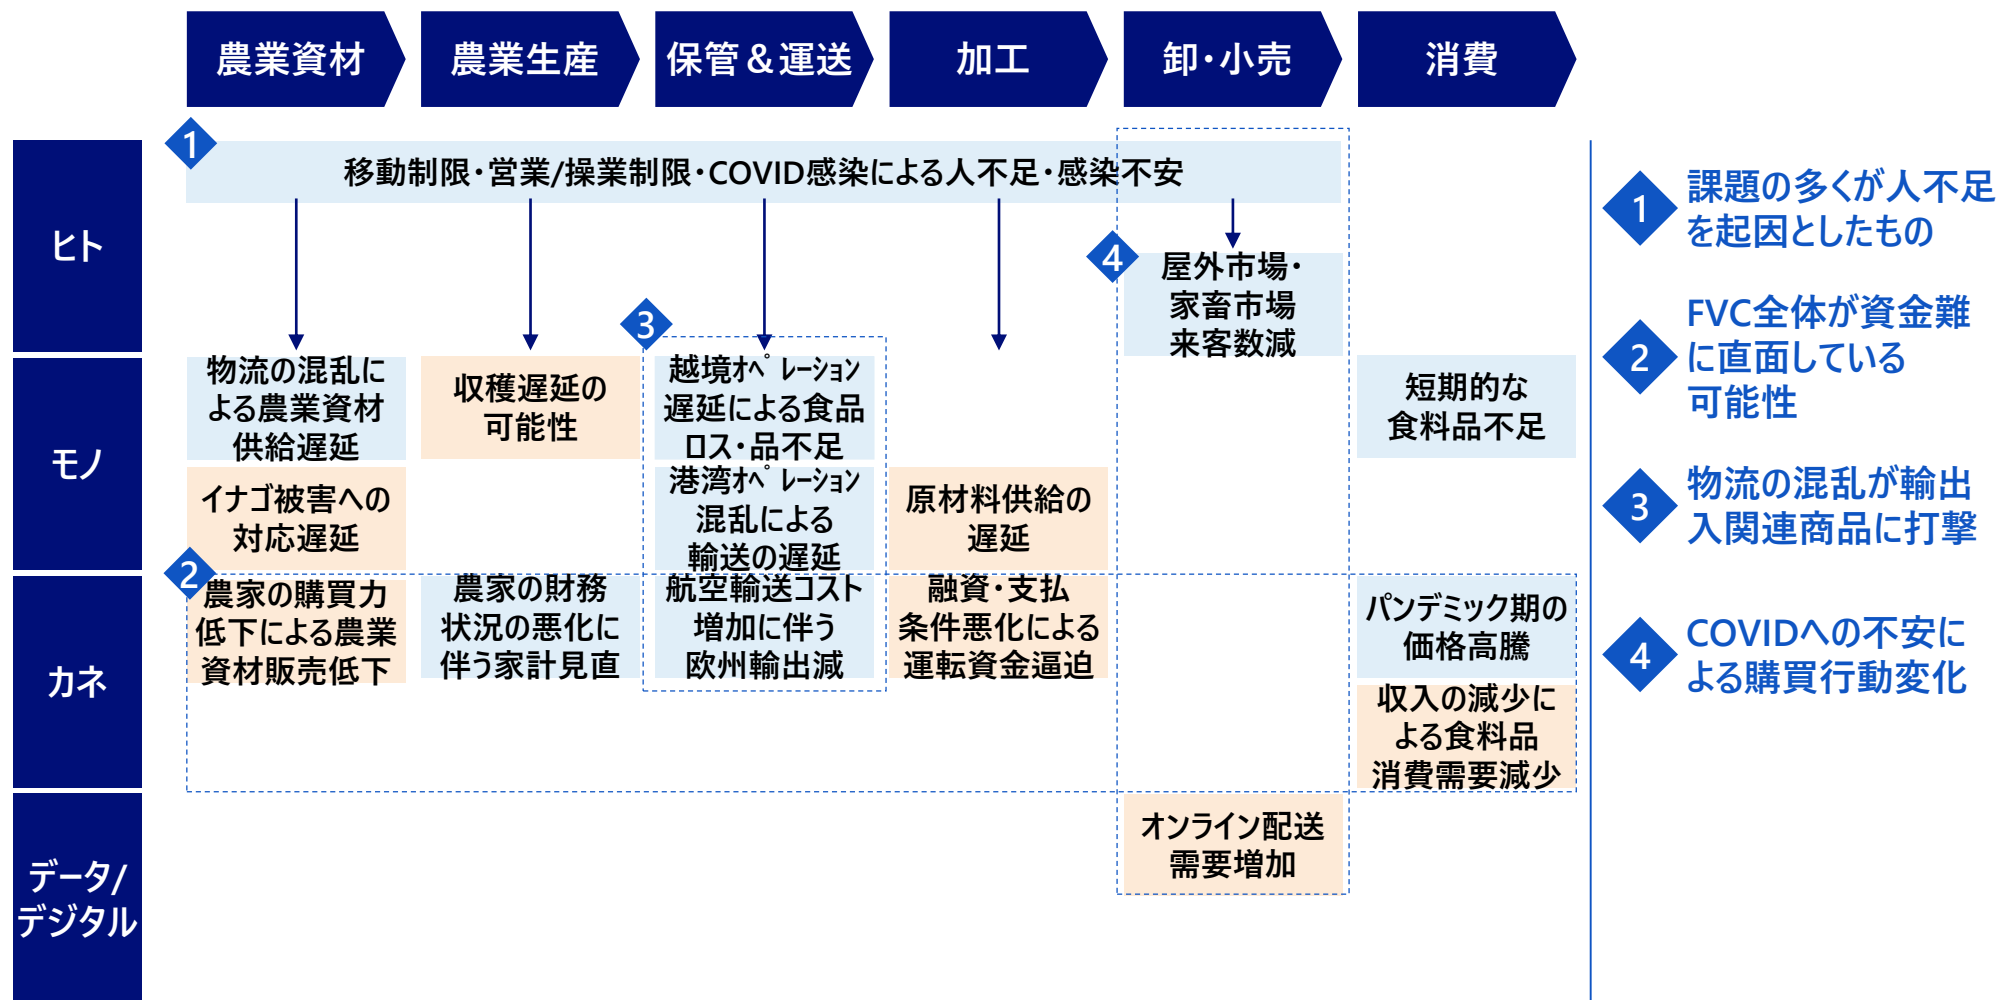 農業資材
農業生産
保管＆運送
加工
卸・小売
消費
1
移動制限・営業/操業制限・COVID感染による人不足・感染不安
ヒト
4
屋外市場・
家畜市場
来客数減
モノ
物流の混乱に
よる農業資材
供給遅延
収穫遅延の
可能性
3
越境ｵﾍﾟﾚｰｼｮﾝ
遅延による食品
ロス・品不足
短期的な
食料品不足
イナゴ被害への
対応遅延
港湾ｵﾍﾟﾚｰｼｮﾝ
混乱による
輸送の遅延
原材料供給の
遅延
カネ
2
農家の購買力
低下による農業
資材販売低下
農家の財務
状況の悪化に
伴う家計見直
航空輸送コスト
増加に伴う
欧州輸出減
融資・支払
条件悪化による
運転資金逼迫
パンデミック期の
価格高騰
収入の減少に
よる食料品
消費需要減少
データ/
デジタル
オンライン配送
需要増加
1
課題の多くが人不足
を起因としたもの
2
FVC全体が資金難
に直面している
可能性
3
物流の混乱が輸出
入関連商品に打撃
4
COVIDへの不安に
よる購買行動変化